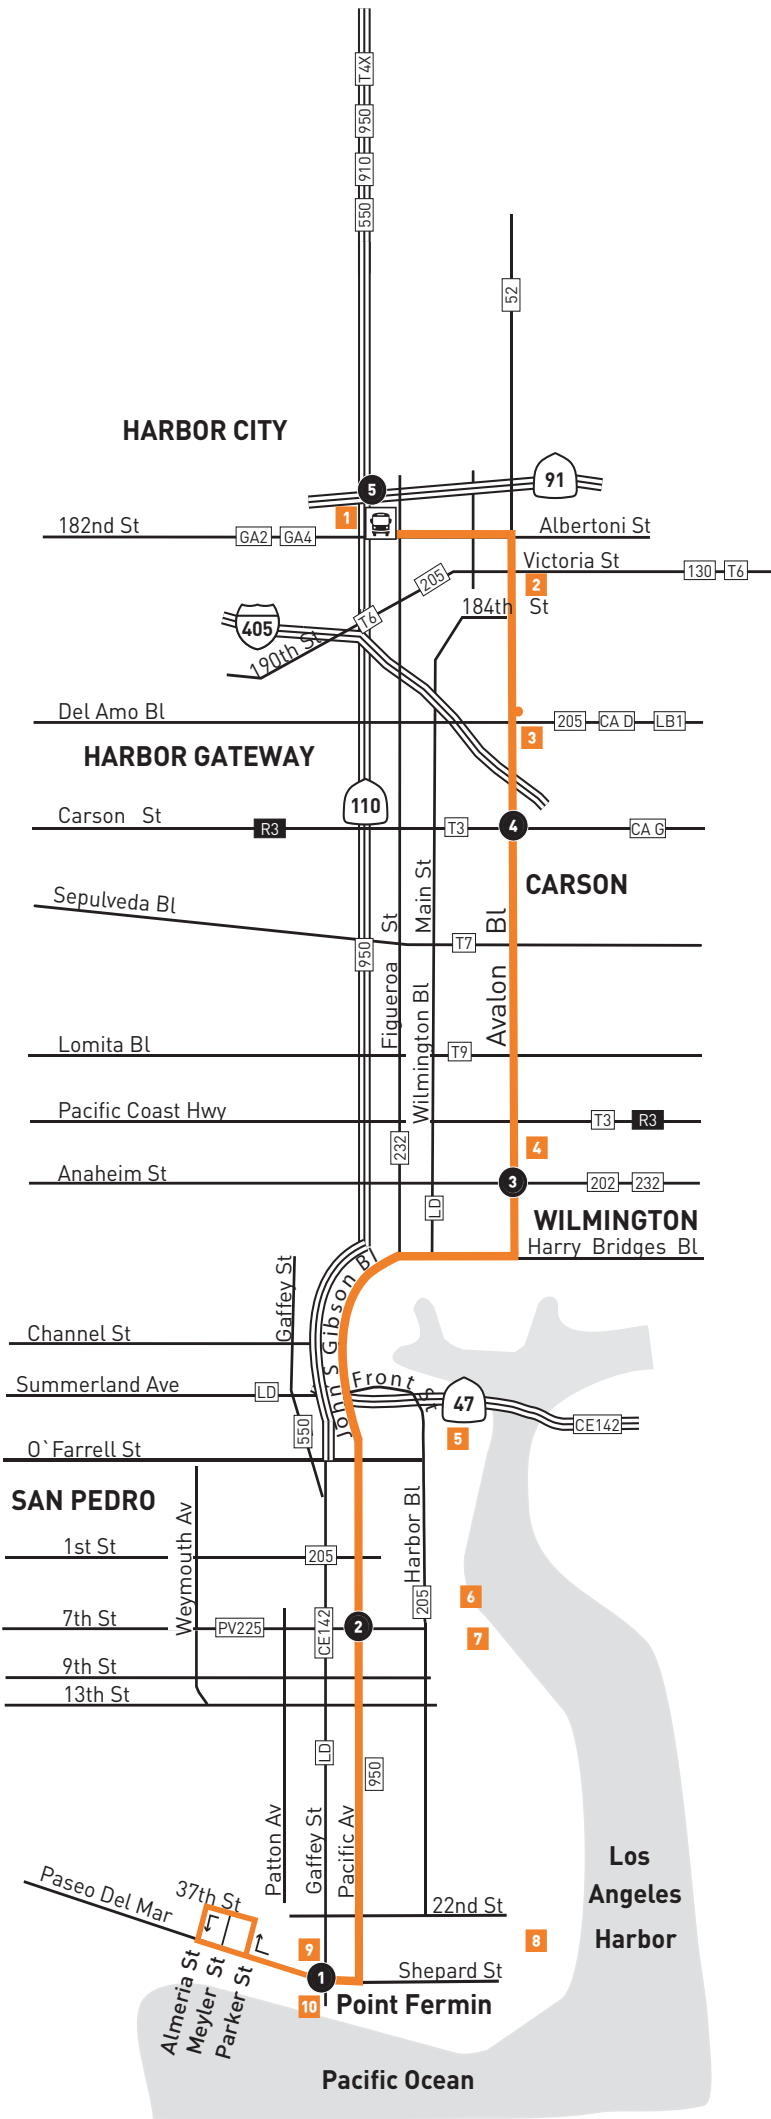 T4X
950
910
550
52
HARBOR CITY
91
5
1
182nd St
GA2
GA4
Albertoni St
Victoria St
130
T6
2
205
184th St
T6
405
190th St
Del Amo Bl
205
CA D
LB1
3
HARBOR GATEWAY
110
Carson St
R3
T3
4
CA G
CARSON
Main St
Figueroa St
Avalon Bl
Sepulveda Bl
T7
950
Wilmington Bl
Lomita Bl
T9
Pacific Coast Hwy
T3
R3
232
4
Anaheim St
3
202
232
LD
WILMINGTON
Harry Bridges Bl
Gaffey St
John S Gibson Bl
Channel St
Summerland Ave
LD
Front St
47
CE142
5
550
O`Farrell St
SAN PEDRO
Weymouth Av
Harbor Bl
1st St
205
205
6
7th St
PV225
CE142
2
7
9th St
13th St
LD
950
Patton Av
Gaffey St
Pacific Av
Los
Angeles
Harbor
Paseo Del Mar
37th St
22nd St
8
9
1
Shepard St
10
Point Fermin
Almeria St
Meyler St
Parker St
Pacific Ocean